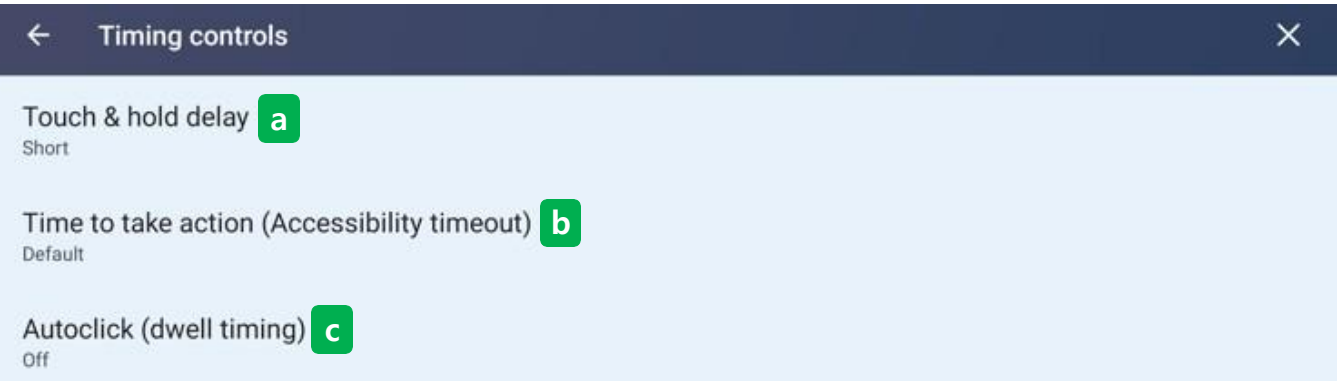 Timing controls
Touch & hold delay a
Short
Time to take action (Accessibility timeout) b
Default
Autoclick (dwell timing) c
Off